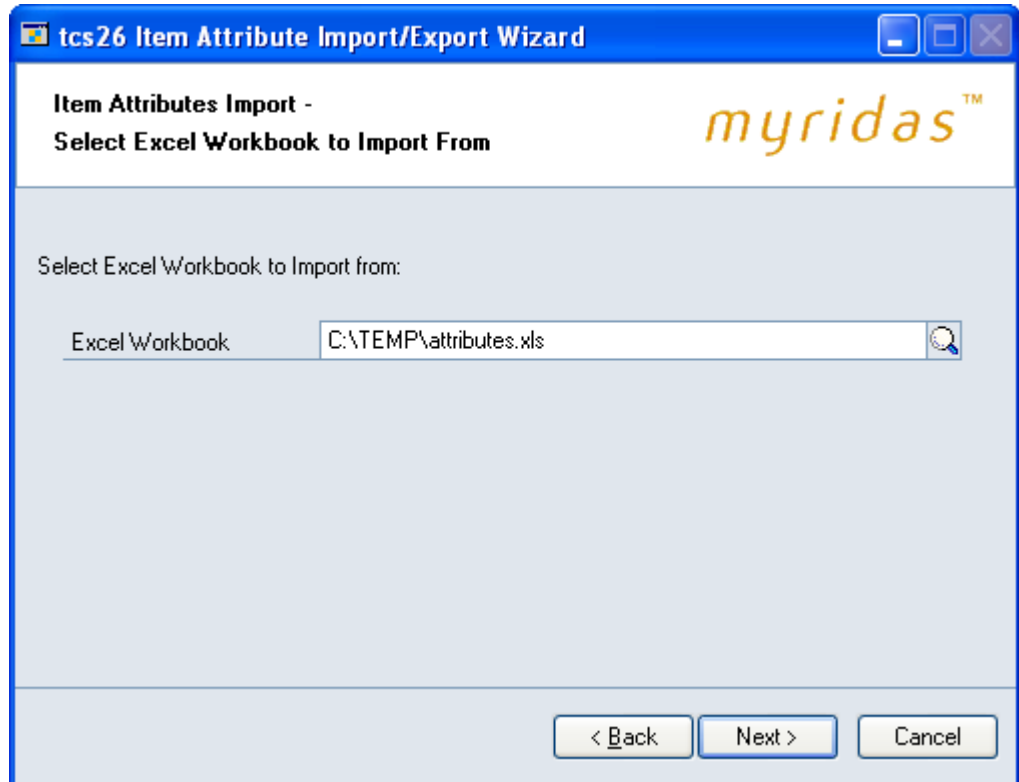 tcs26 Item Attribute Import/Export Wizard
Item Attributes Import -
Select Excel Workbook to Import From
myridas™
Select Excel Workbook to Import from:
Excel Workbook C:\TEMP\attributes.xls
< Back Next > Cancel